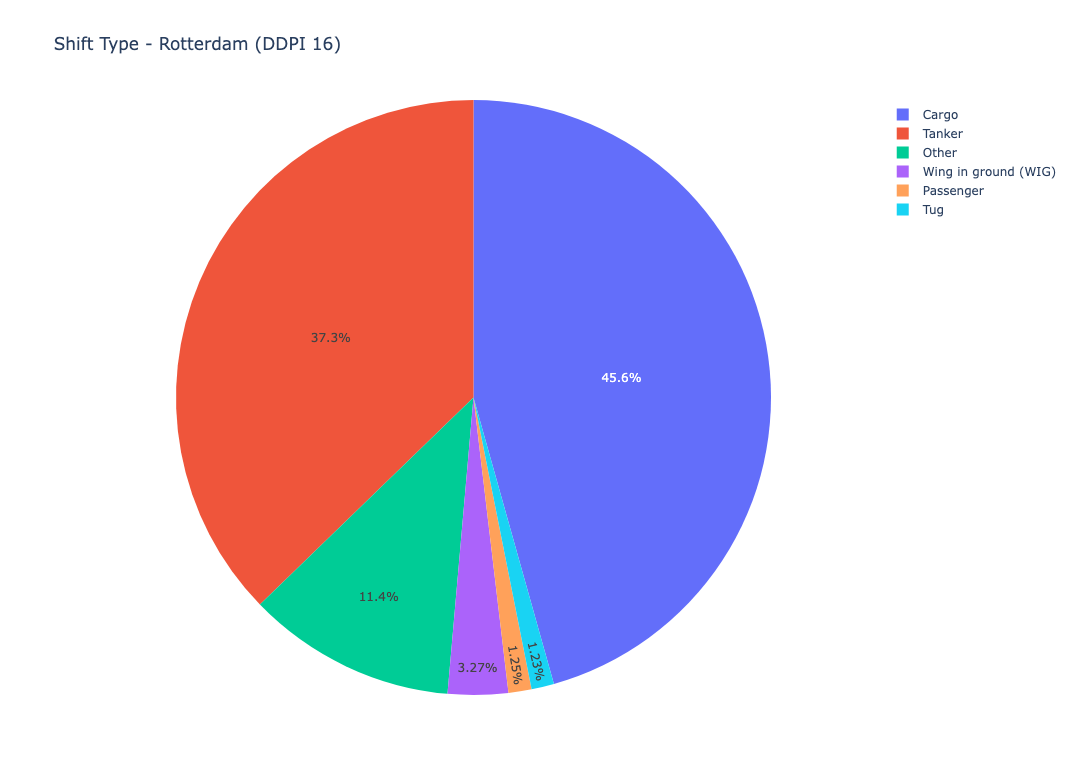 Shift Type - Rotterdam (DDPI 16)
Cargo
Tanker
Other
Wing in ground (WIG)
Passenger
Tug
37.3%
45.6%
11.4%
3.27%
1.25%
1.23%